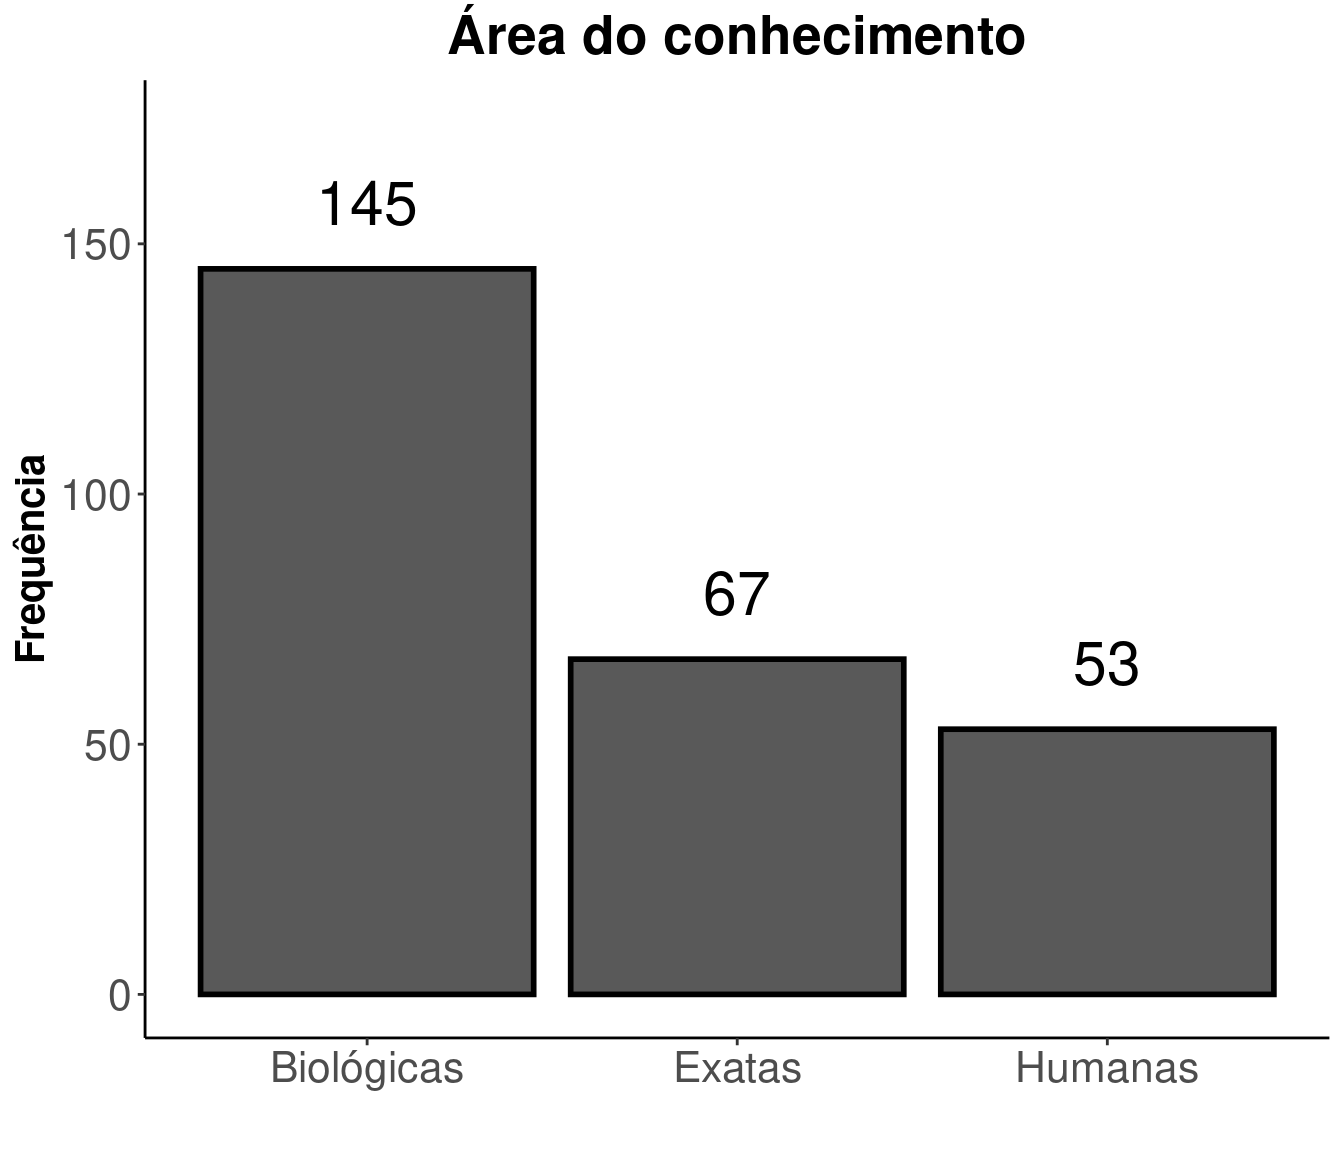 Área do conhecimento
Frequência
150
100
50
0
145
67
53
Biológicas
Exatas
Humanas